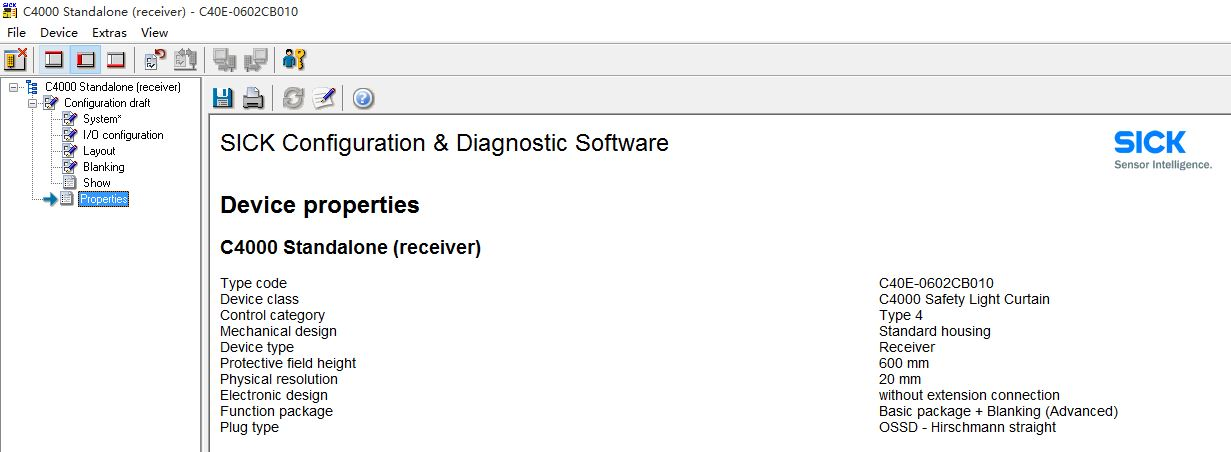 SICK
C4000 Standalone (receiver) - C40E-0602CB010
File Device Extras View
C4000 Standalone (receiver)
Configuration draft
System*
I/O configuration
Layout
Blanking
Show
Properties
SICK Configuration & Diagnostic Software
SICK
Sensor Intelligence.
Device properties
C4000 Standalone (receiver)
Type code C40E-0602CB010
Device class C4000 Safety Light Curtain
Control category Type 4
Mechanical design Standard housing
Device type Receiver
Protective field height 600 mm
Physical resolution 20 mm
Electronic design without extension connection
Function package Basic package + Blanking (Advanced)
Plug type OSSD - Hirschmann straight